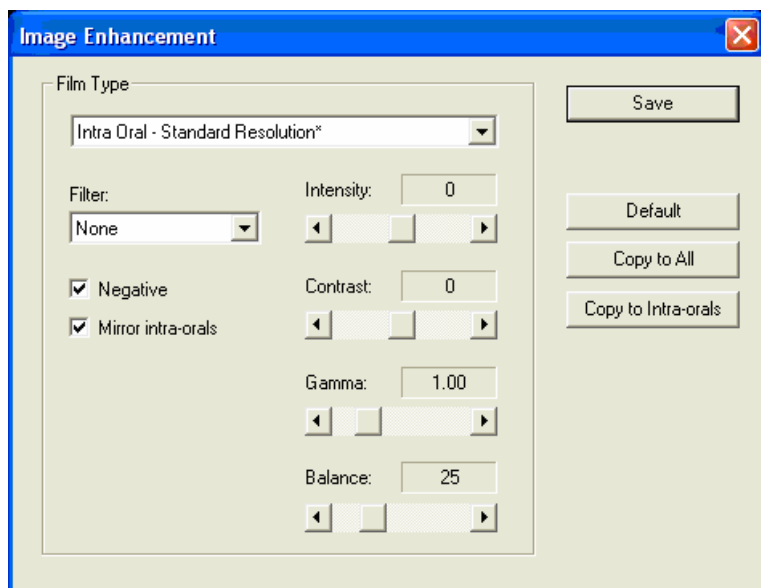 Image Enhancement
Film Type
Intra Oral - Standard Resolution*
Filter:
None
Negative
Mirror intra-orals
Intensity: 0
Contrast: 0
Gamma: 1.00
Balance: 25
Save
Default
Copy to All
Copy to Intra-orals